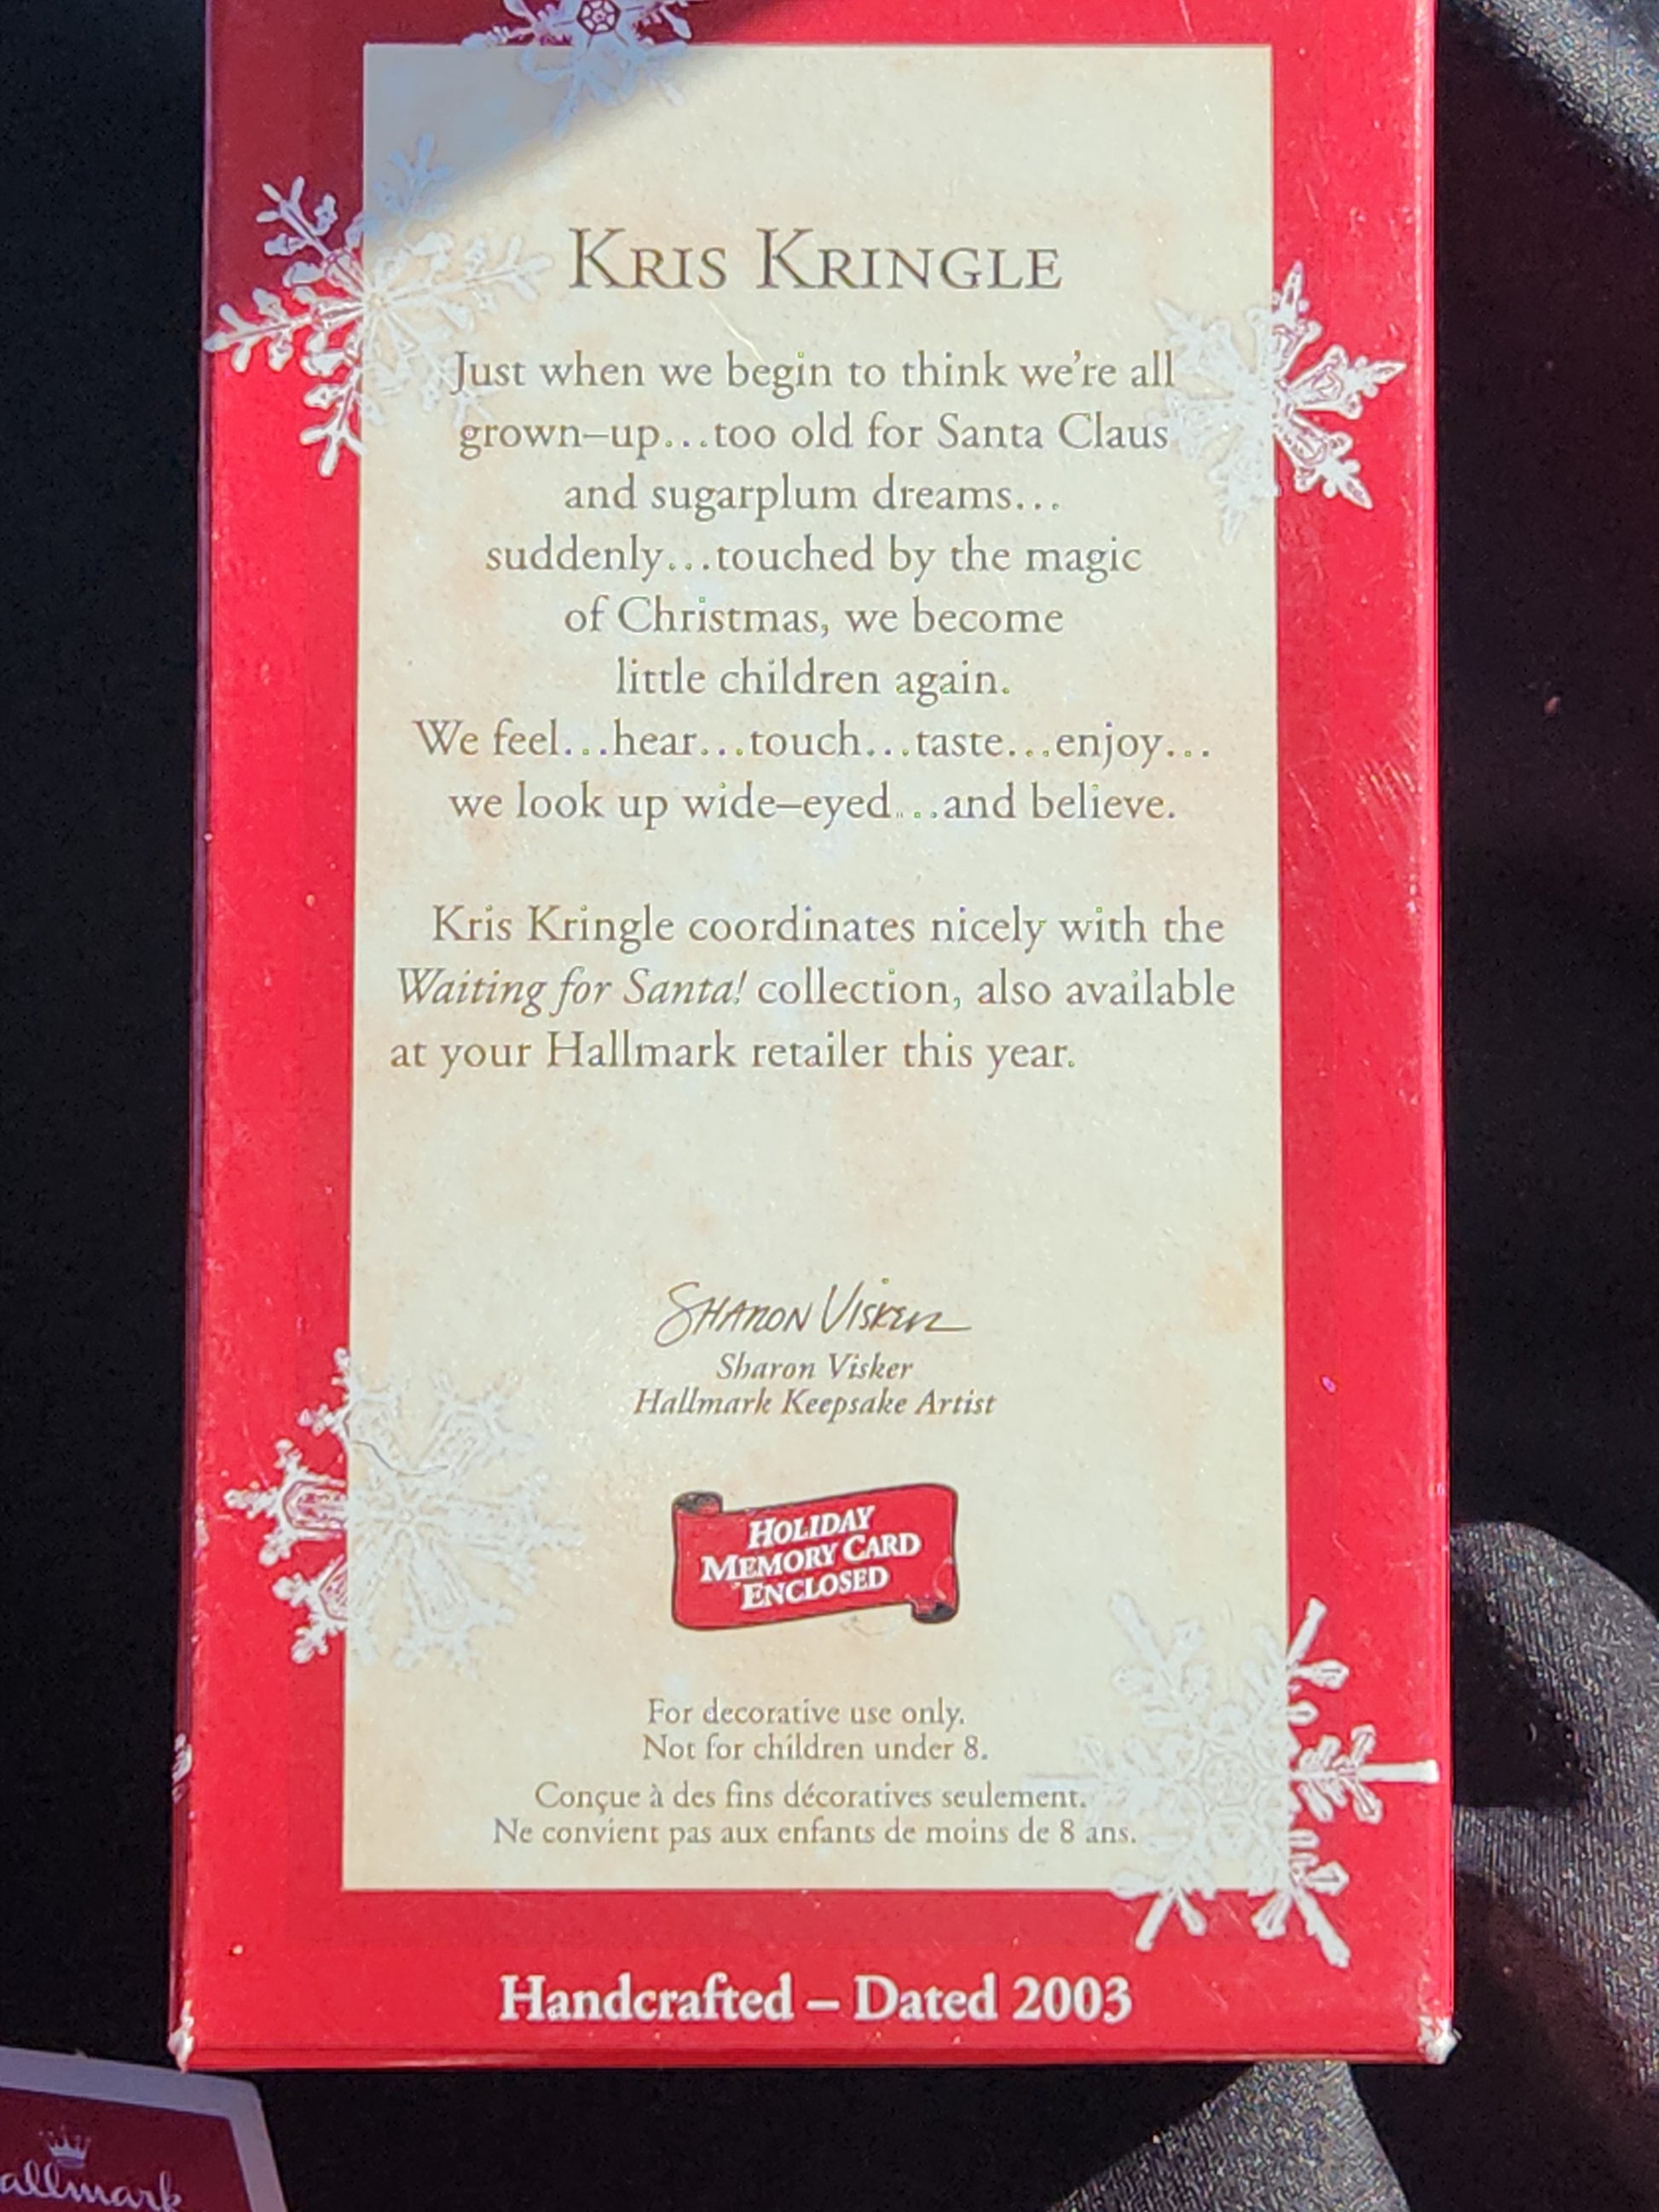 KRIS KRINGLE
Just when we begin to think we're all
grown–up...too old for Santa Claus
and sugarplum dreams...
suddenly...touched by the magic
of Christmas, we become
little children again.
We feel...hear...touch...taste...enjoy...
we look up wide–eyed...and believe.
Kris Kringle coordinates nicely with the
Waiting for Santa! collection, also available
at your Hallmark retailer this year.
SHARON VISKER
Sharon Visker
Hallmark Keepsake Artist
HOLIDAY
MEMORY CARD
ENCLOSED
For decorative use only.
Not for children under 8.
Conçue à des fins décoratives seulement.
Ne convient pas aux enfants de moins de 8 ans.
Handcrafted – Dated 2003
allmark